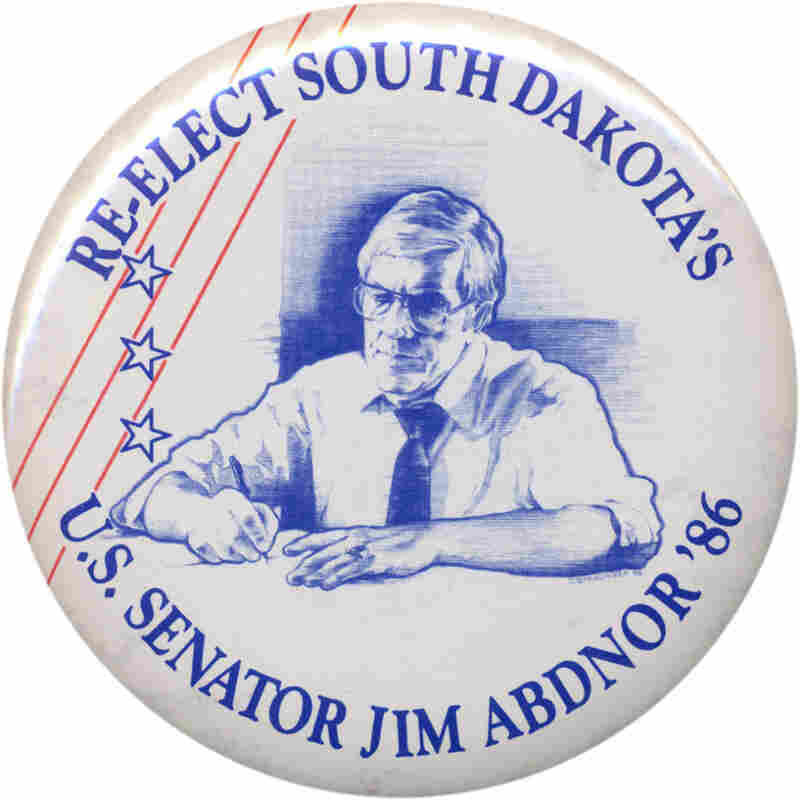 RE-ELECT SOUTH DAKOTA'S
U.S. SENATOR JIM ABDNOR '86